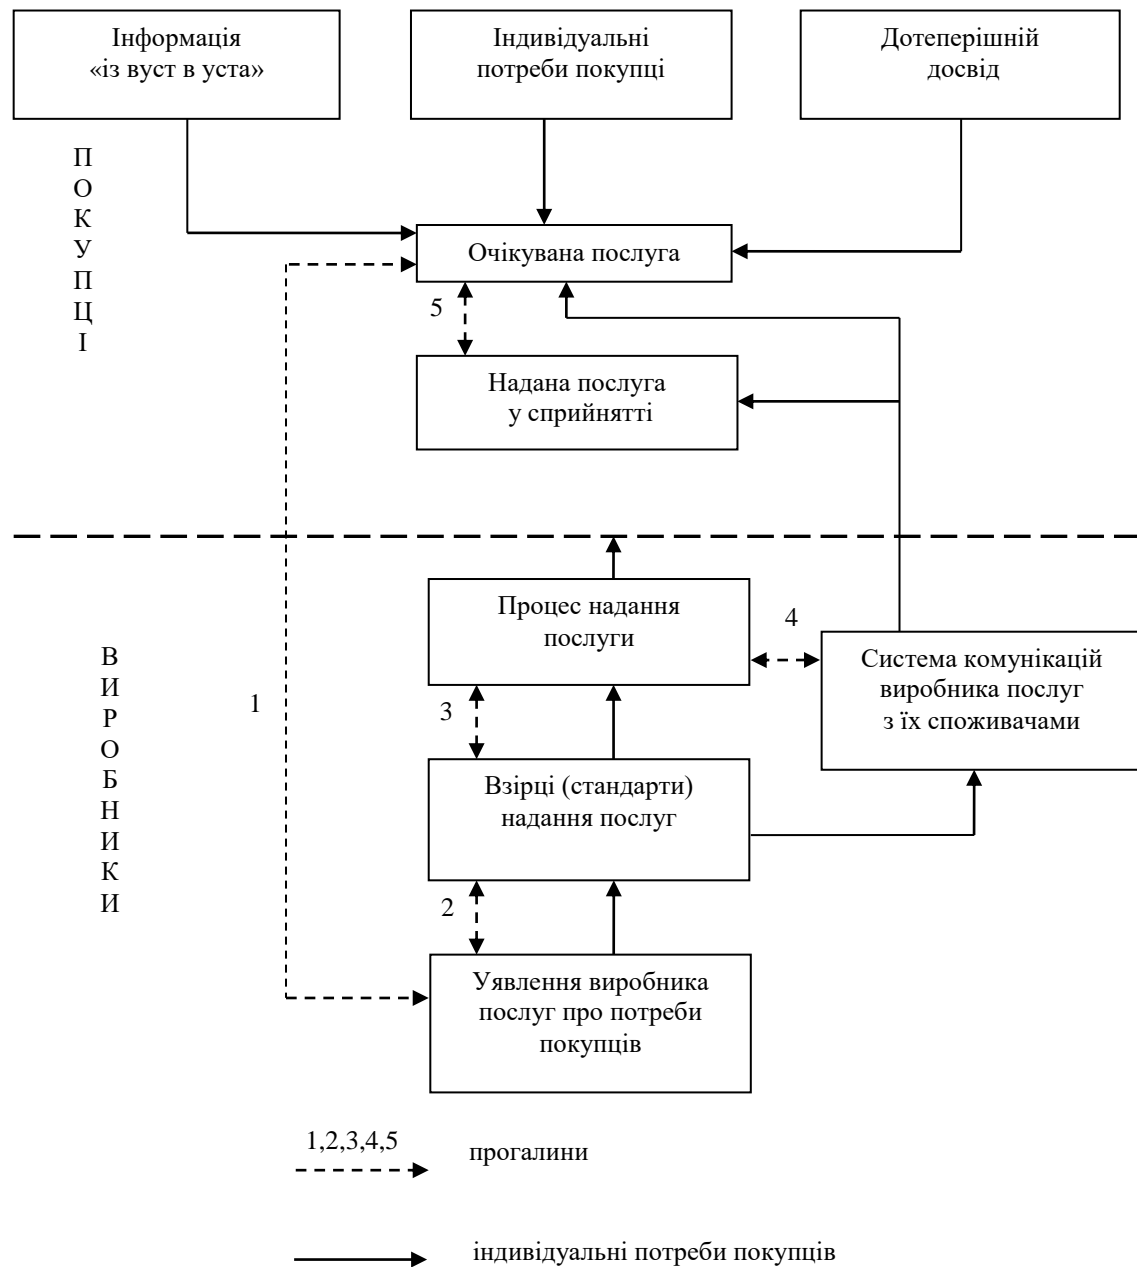 Інформація
«із вуст в уста»
Індивідуальні
потреби покупці
Дотеперішній
досвід
ПОКУПЦІ
Очікувана послуга
5
Надана послуга
у сприйнятті
Процес надання
послуги
4
Система комунікацій
виробника послуг
з їх споживачами
ВИРОБНИКИ
1
3
Взірці (стандарти)
надання послуг
2
Уявлення виробника
послуг про потреби
покупців
1,2,3,4,5
прогалини
індивідуальні потреби покупців